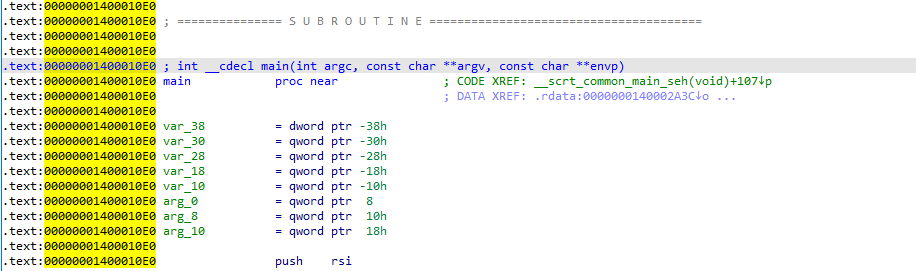 .text:00000001400010E0
.text:00000001400010E0 ; =============== S U B R O U T I N E =======================================
.text:00000001400010E0
.text:00000001400010E0
.text:00000001400010E0 ; int __cdecl main(int argc, const char **argv, const char **envp)
.text:00000001400010E0 main            proc near               ; CODE XREF: __scrt_common_main_seh(void)+107↓p
.text:00000001400010E0                                         ; DATA XREF: .rdata:0000000140002A3C↓o ...
.text:00000001400010E0
.text:00000001400010E0 var_38          = dword ptr -38h
.text:00000001400010E0 var_30          = qword ptr -30h
.text:00000001400010E0 var_28          = qword ptr -28h
.text:00000001400010E0 var_18          = qword ptr -18h
.text:00000001400010E0 var_10          = qword ptr -10h
.text:00000001400010E0 arg_0           = qword ptr  8
.text:00000001400010E0 arg_8           = qword ptr  10h
.text:00000001400010E0 arg_10          = qword ptr  18h
.text:00000001400010E0
.text:00000001400010E0                 push    rsi